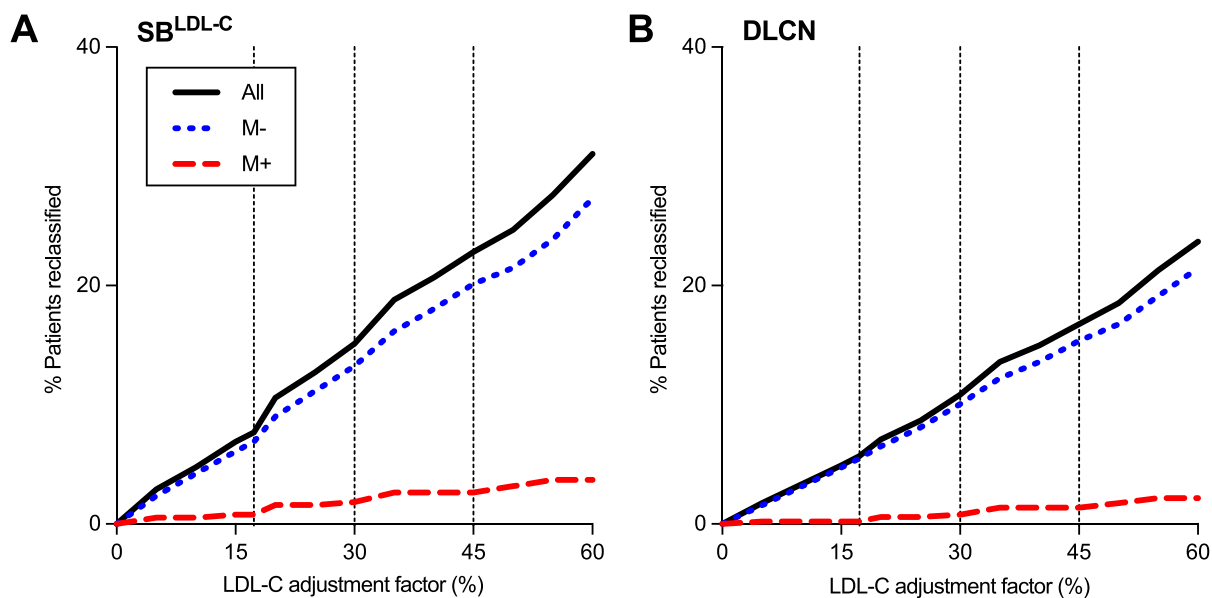 A
SB^LDL-C
40
All
M-
M+
20
0
% Patients reclassified
0 15 30 45 60
LDL-C adjustment factor (%)
B
DLCN
40
20
0
% Patients reclassified
0 15 30 45 60
LDL-C adjustment factor (%)